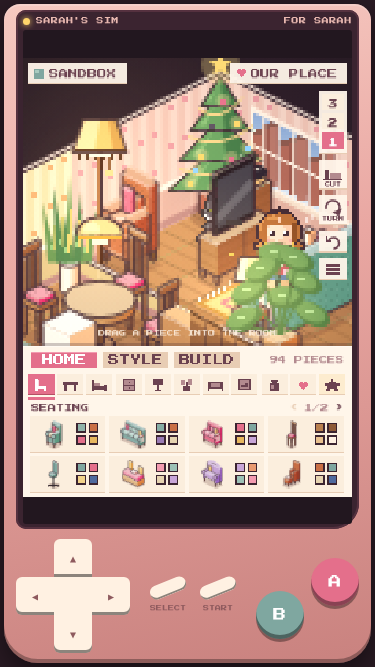 SARAH'S SIM
FOR SARAH
SANDBOX
OUR PLACE
3
2
1
CUT
TURN
DRAG A PIECE INTO THE ROOM
HOME
STYLE
BUILD
94 PIECES
SEATING
1/2
SELECT
START
B
A